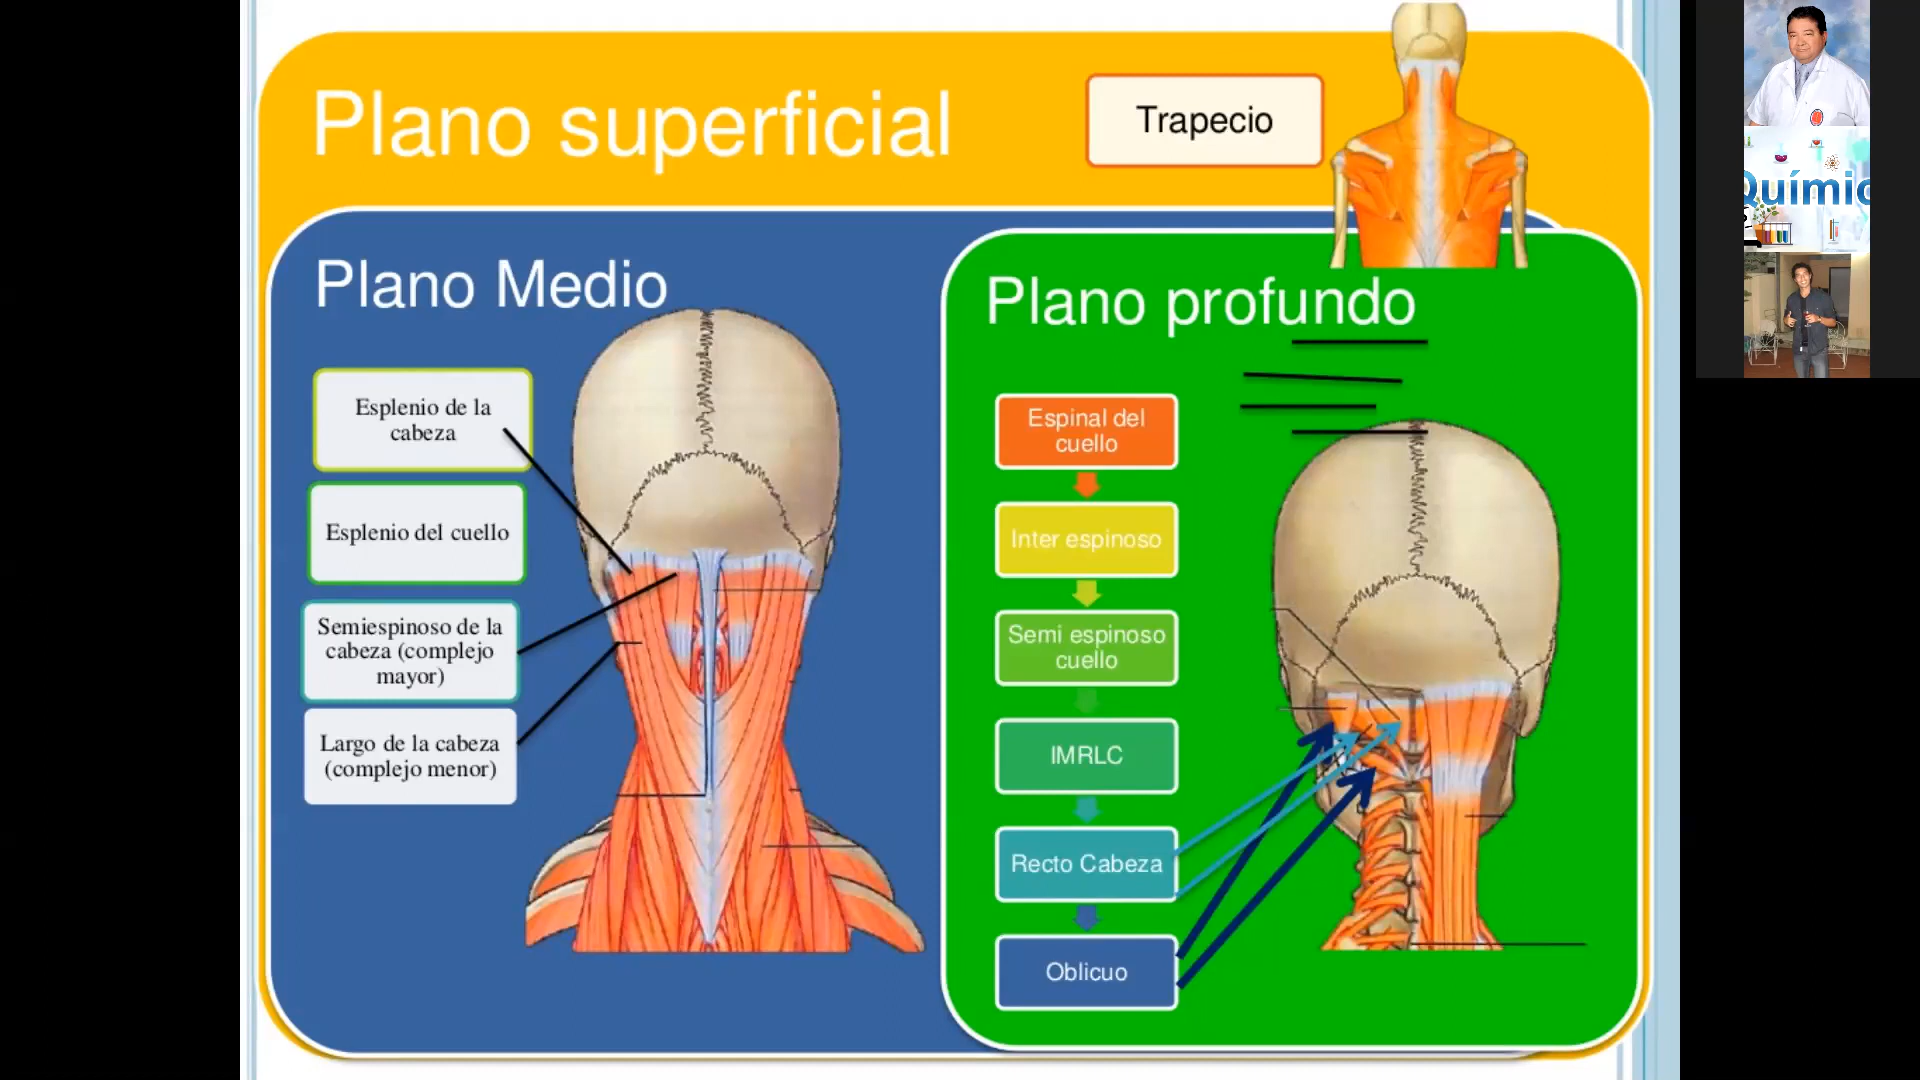 Plano superficial
Trapecio
Plano Medio
Esplenio de la
cabeza
Esplenio del cuello
Semiespinoso de la
cabeza (complejo
mayor)
Largo de la cabeza
(complejo menor)
Plano profundo
Espinal del
cuello
Inter espinoso
Semi espinoso
cuello
IMRLC
Recto Cabeza
Oblicuo
Químic